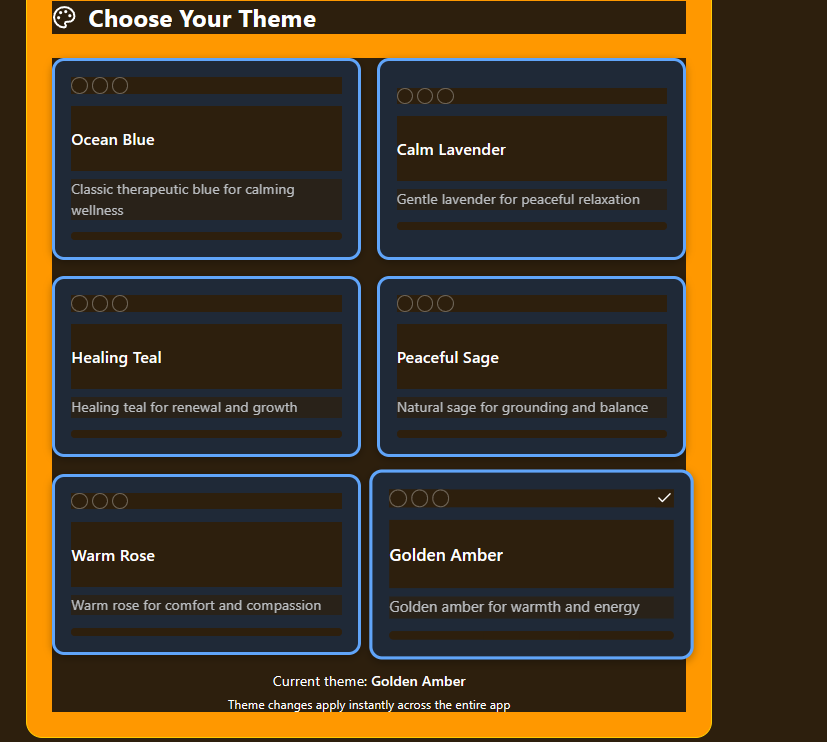 Choose Your Theme
Ocean Blue
Classic therapeutic blue for calming
wellness
Calm Lavender
Gentle lavender for peaceful relaxation
Healing Teal
Healing teal for renewal and growth
Peaceful Sage
Natural sage for grounding and balance
Warm Rose
Warm rose for comfort and compassion
Golden Amber
Golden amber for warmth and energy
Current theme: Golden Amber
Theme changes apply instantly across the entire app